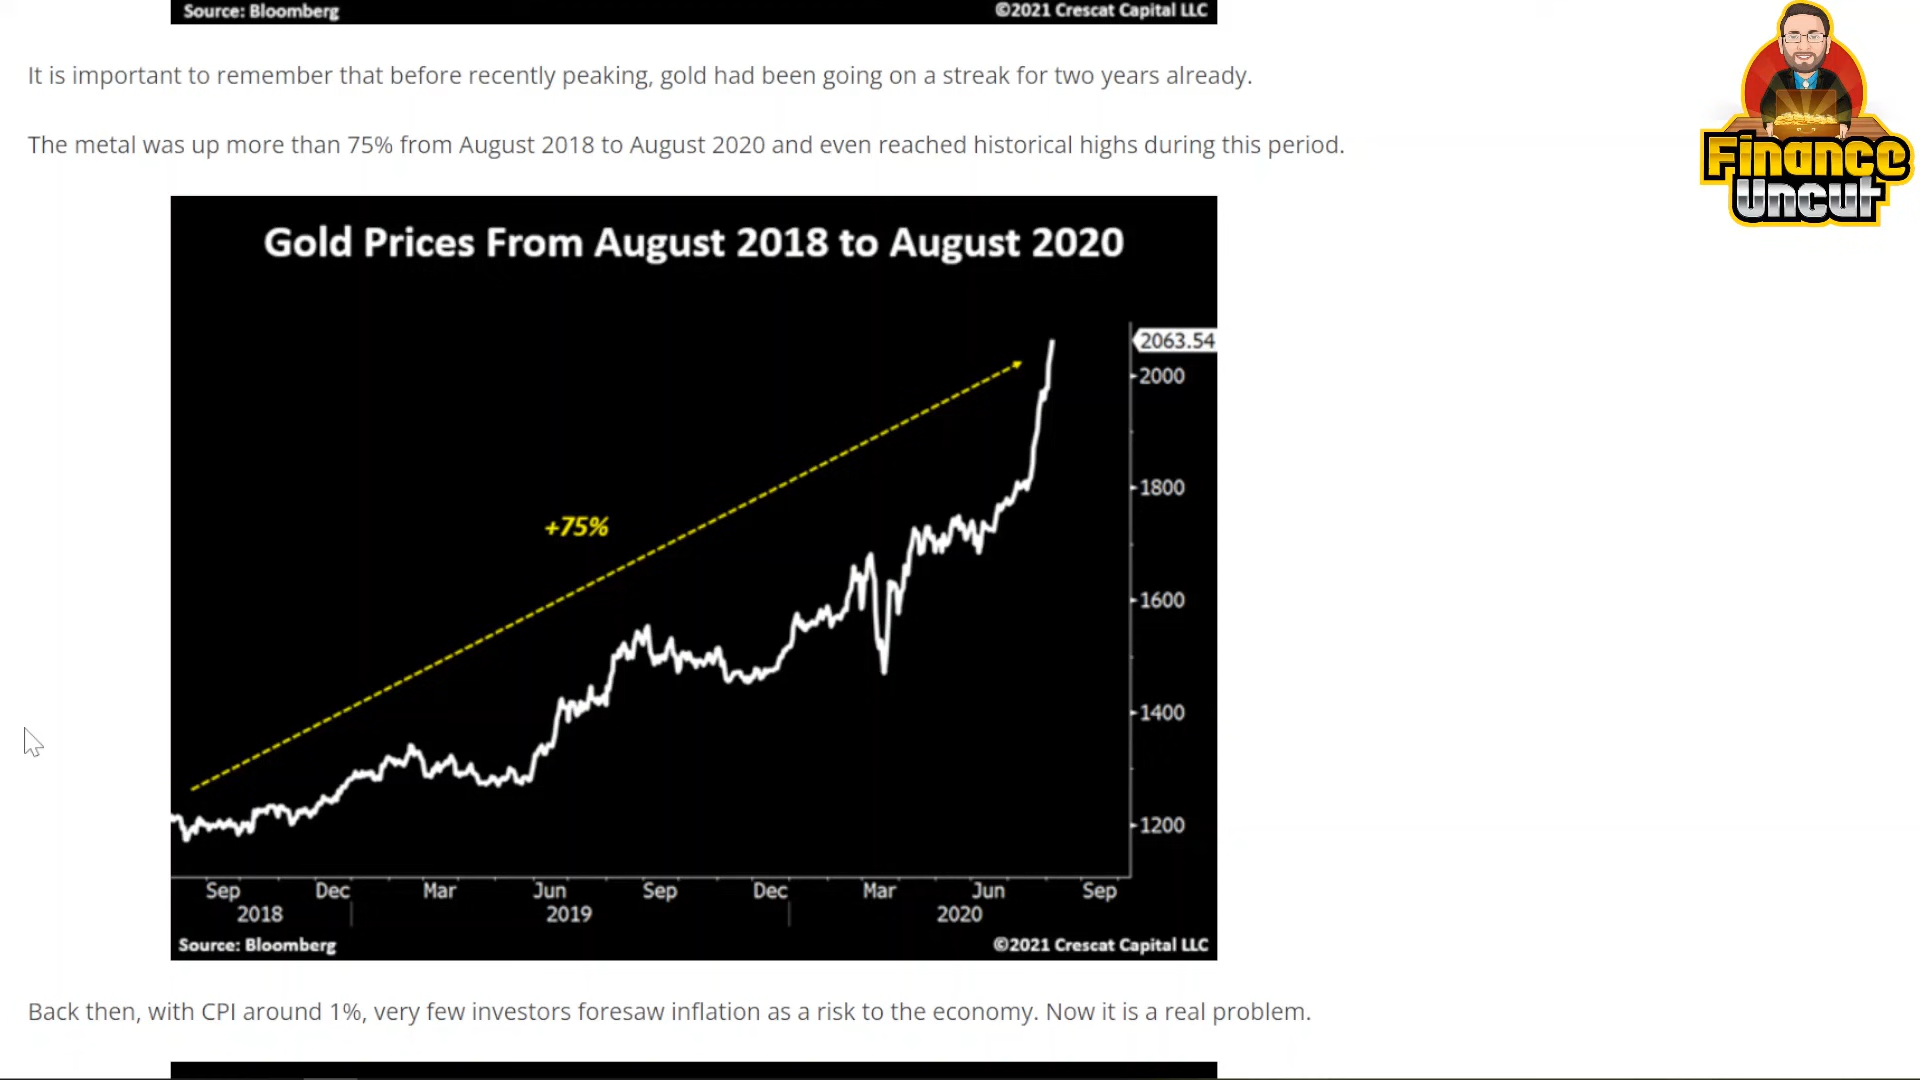 Source: Bloomberg ©2021 Crescat Capital LLC
Finance
Uncut
It is important to remember that before recently peaking, gold had been going on a streak for two years already.
The metal was up more than 75% from August 2018 to August 2020 and even reached historical highs during this period.
Gold Prices From August 2018 to August 2020
2063.54
2000
+75%
1800
1600
1400
1200
Sep Dec Mar Jun Sep Dec Mar Jun Sep
2018 2019 2020
Source: Bloomberg ©2021 Crescat Capital LLC
Back then, with CPI around 1%, very few investors foresaw inflation as a risk to the economy. Now it is a real problem.